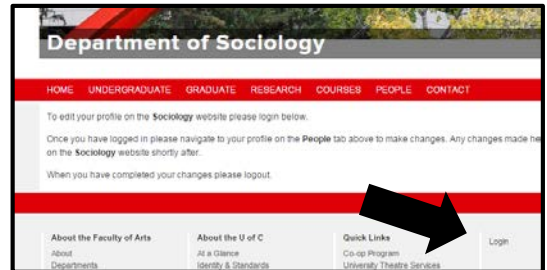 Department of Sociology
HOME UNDERGRADUATE GRADUATE RESEARCH COURSES PEOPLE CONTACT
To edit your profile on the Sociology website please login below.
Once you have logged in please navigate to your profile on the People tab above to make changes. Any changes made he
on the Sociology website shortly after.
When you have completed your changes please logout.
About the Faculty of Arts
About
Departments
About the U of C
At a Glance
Identity & Standards
Quick Links
Co-op Program
University Theatre Services
Login